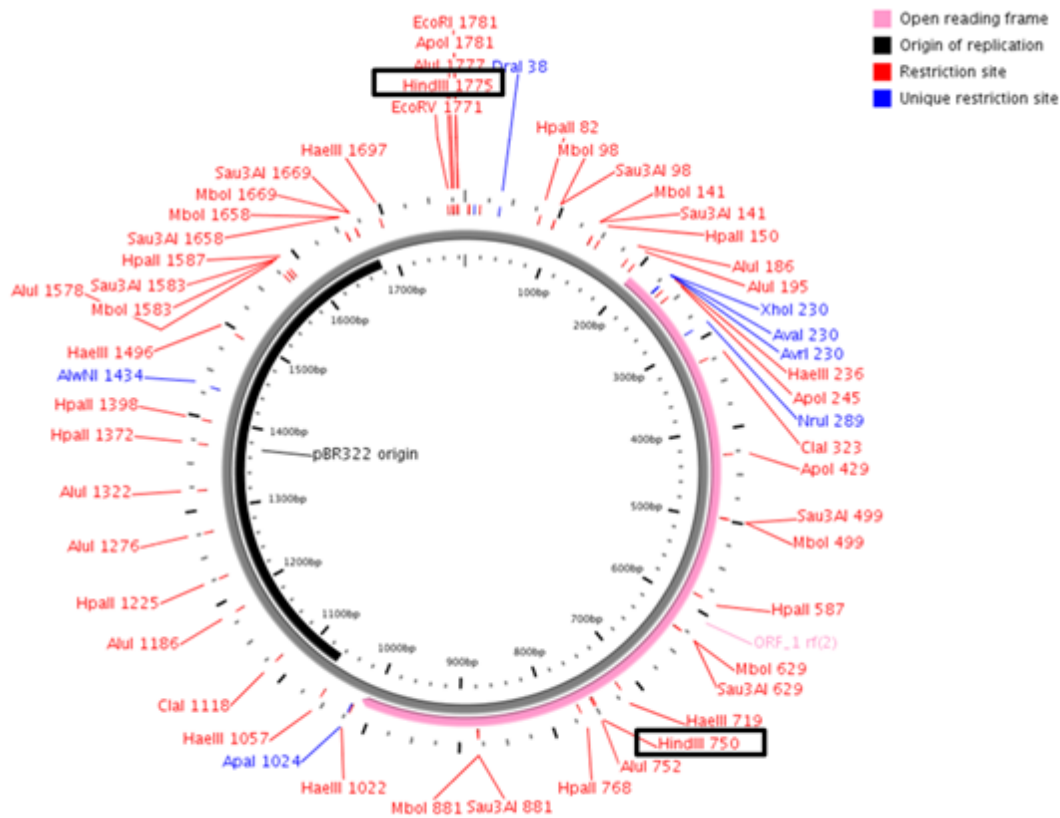 EcoRI 1781
ApoI 1781
AluI 1777
DraI 38
HindIII 1775
EcoRV 1771
Open reading frame
Origin of replication
Restriction site
Unique restriction site
HpaII 82
MboI 98
Sau3AI 98
MboI 141
Sau3AI 141
HpaII 150
AluI 186
AluI 195
XhoI 230
AvaI 230
AvrI 230
HaeIII 236
ApoI 245
NruI 289
ClaI 323
ApoI 429
Sau3AI 499
MboI 499
HpaII 587
ORF_1 rf(2)
MboI 629
Sau3AI 629
HaeIII 719
HindIII 750
AluI 752
HpaII 768
Sau3AI 881
MboI 881
HaeIII 1022
ApaI 1024
HaeIII 1057
ClaI 1118
AluI 1186
HpaII 1225
AluI 1276
AluI 1322
HpaII 1372
HpaII 1398
AlwNI 1434
HaeIII 1496
AluI 1578
MboI 1583
Sau3AI 1583
HpaII 1587
Sau3AI 1658
MboI 1658
MboI 1669
Sau3AI 1669
HaeIII 1697
100bp
200bp
300bp
400bp
500bp
600bp
700bp
800bp
900bp
1000bp
1100bp
1200bp
1300bp
1400bp
1500bp
1600bp
1700bp
pBR322 origin